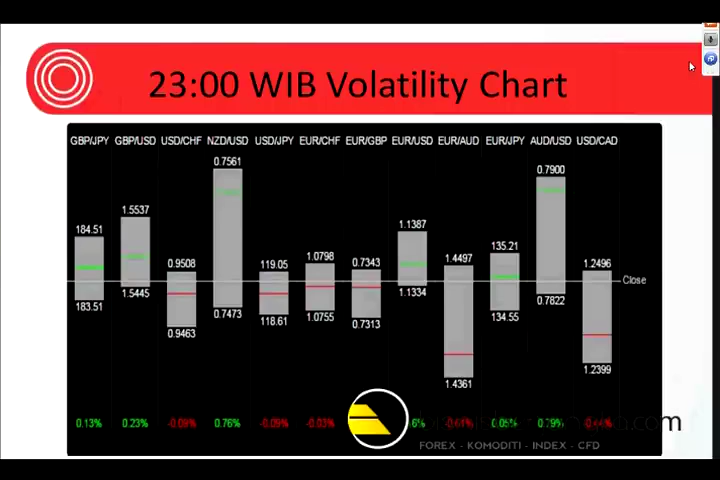 23:00 WIB Volatility Chart
GBP/JPY GBP/USD USD/CHF NZD/USD USD/JPY EUR/CHF EUR/GBP EUR/USD EUR/AUD EUR/JPY AUD/USD USD/CAD
184.51 1.5537 0.9508 0.7561 119.05 1.0798 0.7343 1.1387 1.4497 135.21 0.7900 1.2496
Close
183.51 1.5445 0.9463 0.7473 118.61 1.0755 0.7313 1.1334 1.4361 134.55 0.7822 1.2399
0.13% 0.23% -0.09% 0.76% -0.09% -0.03% 0.05% 0.79%
FOREX - KOMODITI - INDEX - CFD